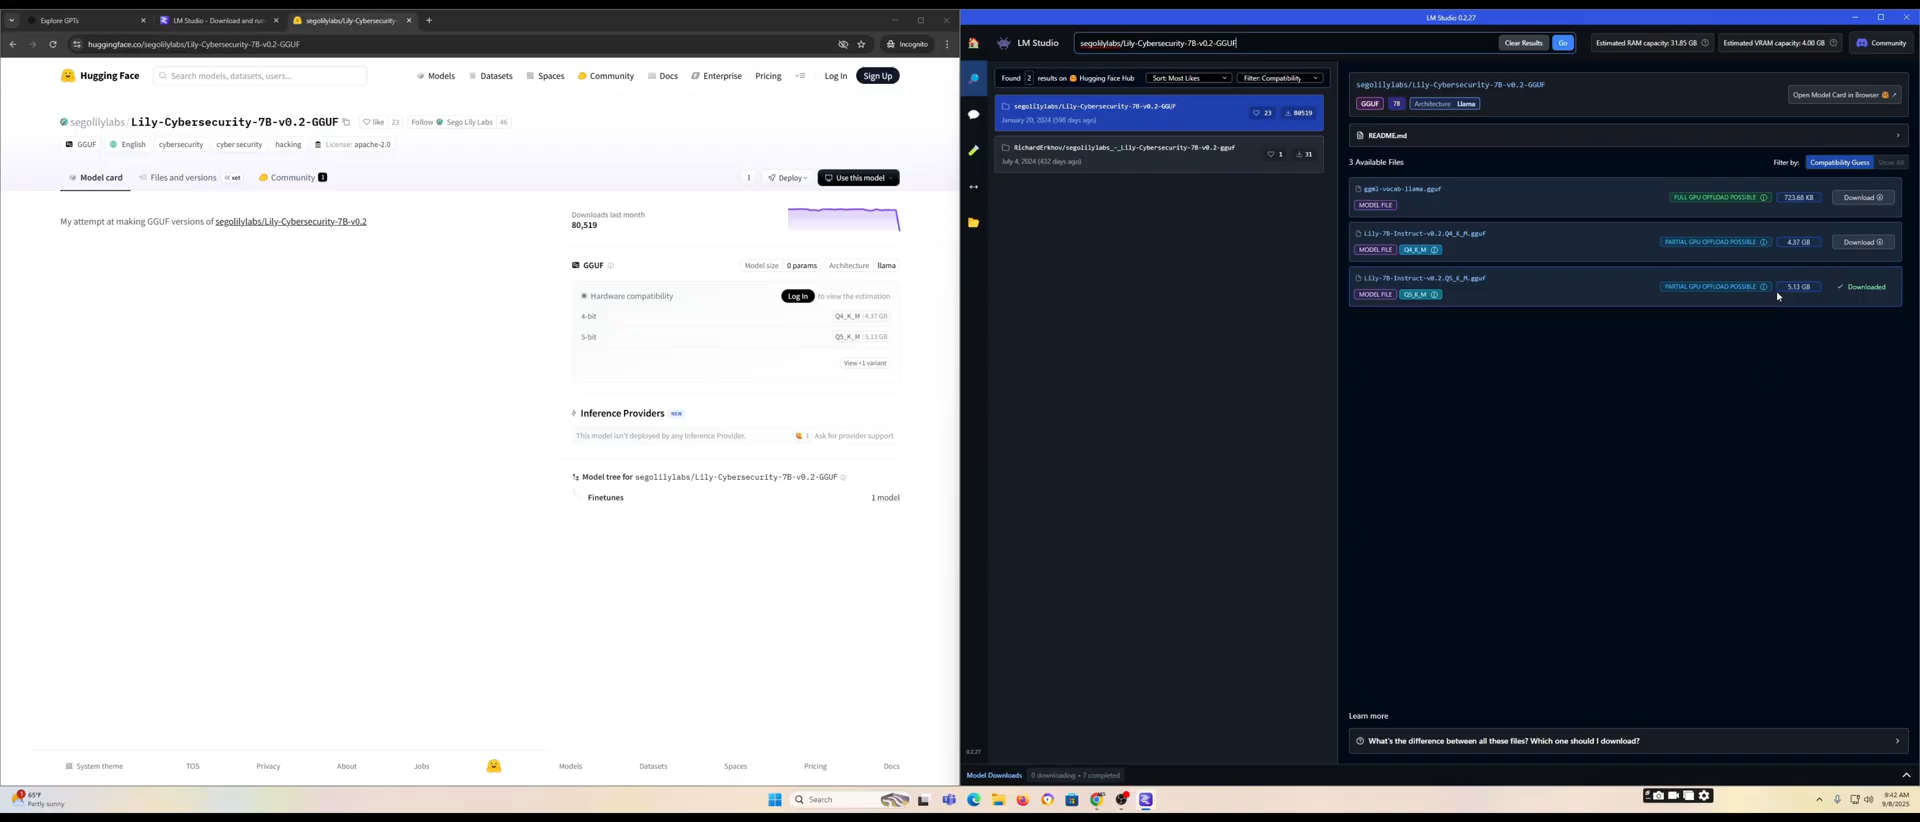 Explore GPTs
LM Studio - Download and run
segolilylabs/Lily-Cybersecurity-
huggingface.co/segolilylabs/Lily-Cybersecurity-7B-v0.2-GGUF
Incognito
Hugging Face
Search models, datasets, users...
Models
Datasets
Spaces
Community
Docs
Enterprise
Pricing
Log In
Sign Up
segolilylabs/
Lily-Cybersecurity-7B-v0.2-GGUF
like 23
Follow
Sego Lily Labs 46
GGUF
English
cybersecurity
cyber security
hacking
License: apache-2.0
Model card
Files and versions
xet
Community 1
Deploy
Use this model
My attempt at making GGUF versions of segolilylabs/Lily-Cybersecurity-7B-v0.2
Downloads last month
80,519
GGUF
Model size 0 params
Architecture llama
Hardware compatibility
Log In to view the estimation
4-bit
Q4_K_M 4.37 GB
5-bit
Q5_K_M 5.13 GB
View +1 variant
Inference Providers NEW
This model isn't deployed by any Inference Provider.
1 Ask for provider support
Model tree for segolilylabs/Lily-Cybersecurity-7B-v0.2-GGUF
Finetunes
1 model
System theme
TOS
Privacy
About
Jobs
Models
Datasets
Spaces
Pricing
Docs
LM Studio 0.2.27
LM Studio
segolilylabs/Lily-Cybersecurity-7B-v0.2-GGUF
Clear Results
Go
Estimated RAM capacity: 31.85 GB
Estimated VRAM capacity: 4.00 GB
Community
Found 2 results on Hugging Face Hub
Sort: Most Likes
Filter: Compatibility
segolilylabs/Lily-Cybersecurity-7B-v0.2-GGUF
January 20, 2024 (598 days ago)
23
80519
RichardErkhov/segolilylabs_-_Lily-Cybersecurity-7B-v0.2-gguf
July 4, 2024 (432 days ago)
1
31
segolilylabs/Lily-Cybersecurity-7B-v0.2-GGUF
GGUF
7B
Architecture Llama
Open Model Card in Browser
README.md
3 Available Files
Filter by:
Compatibility Guess
Show All
ggml-vocab-llama.gguf
MODEL FILE
FULL GPU OFFLOAD POSSIBLE
723.68 KB
Download
Lily-7B-Instruct-v0.2.Q4_K_M.gguf
MODEL FILE
Q4_K_M
PARTIAL GPU OFFLOAD POSSIBLE
4.37 GB
Download
Lily-7B-Instruct-v0.2.Q5_K_M.gguf
MODEL FILE
Q5_K_M
PARTIAL GPU OFFLOAD POSSIBLE
5.13 GB
Downloaded
Learn more
What's the difference between all these files? Which one should I download?
0.2.27
Model Downloads
0 downloading • 7 completed
65°F
Partly sunny
Search
9:42 AM
9/8/2025